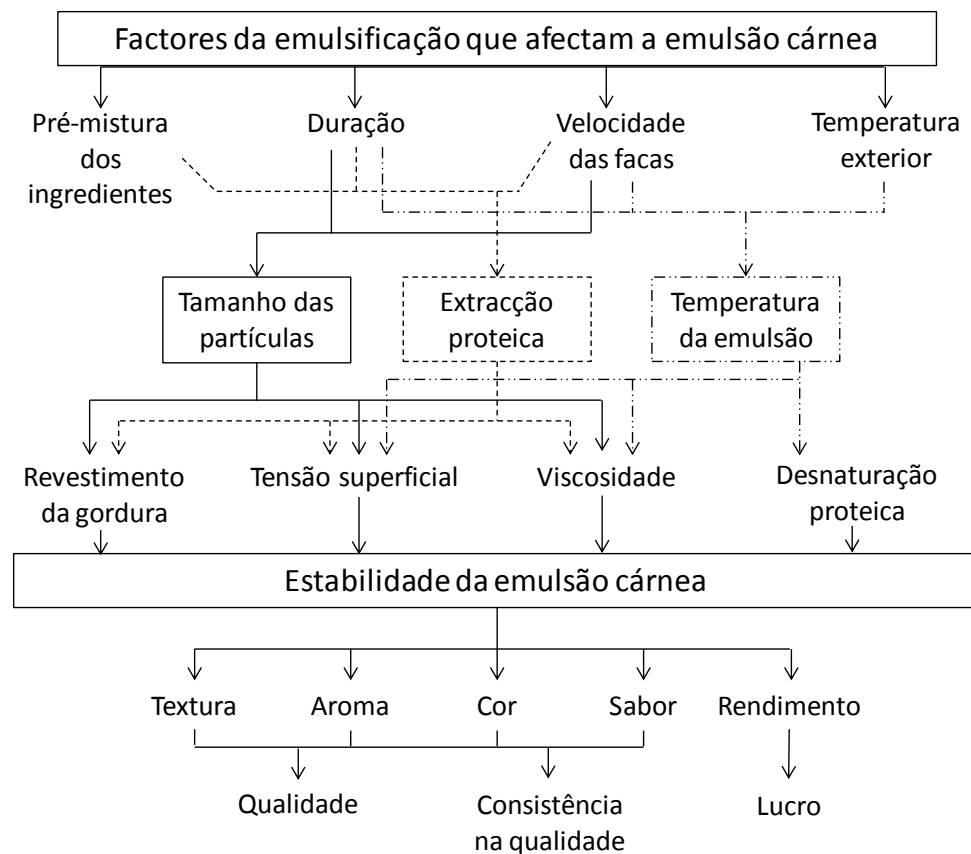 Factores da emulsificação que afectam a emulsão cárnea
Pré-mistura
dos
ingredientes
Duração
Velocidade
das facas
Temperatura
exterior
Tamanho das
partículas
Extracção
proteica
Temperatura
da emulsão
Revestimento
da gordura
Tensão superficial
Viscosidade
Desnaturação
proteica
Estabilidade da emulsão cárnea
Textura
Aroma
Cor
Sabor
Rendimento
Qualidade
Consistência
na qualidade
Lucro